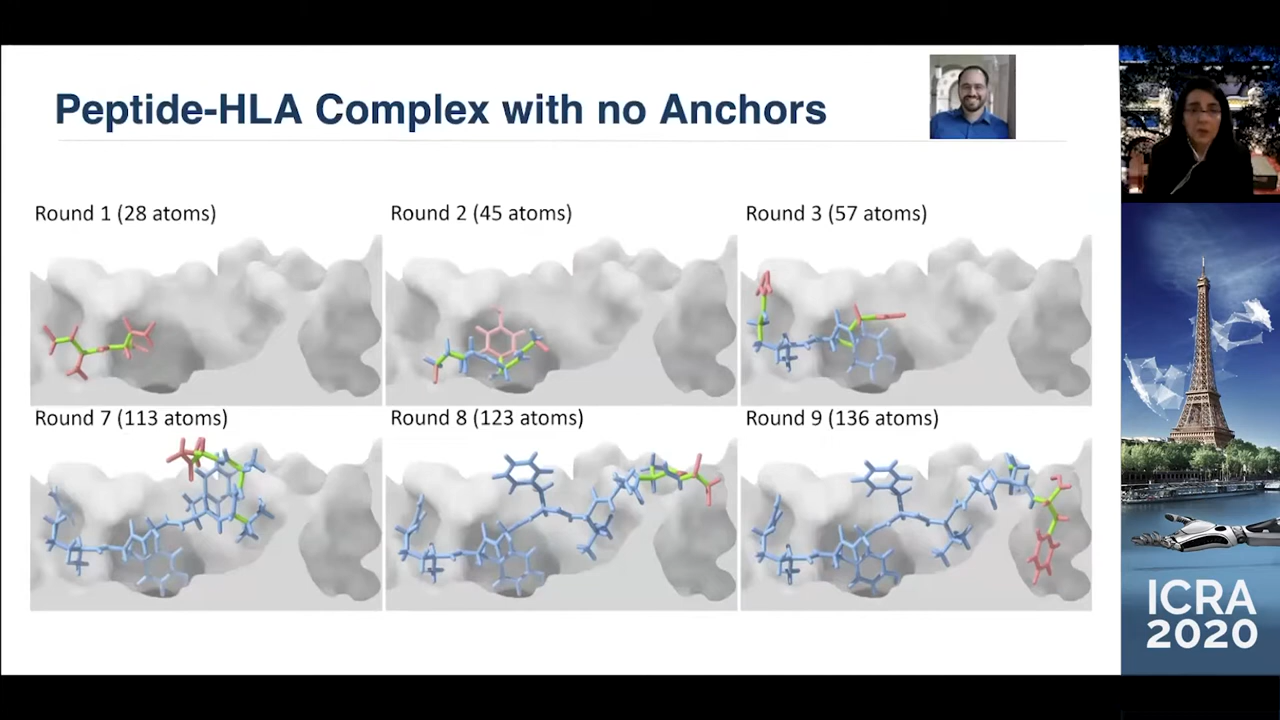 Peptide-HLA Complex with no Anchors
Round 1 (28 atoms)
Round 2 (45 atoms)
Round 3 (57 atoms)
Round 7 (113 atoms)
Round 8 (123 atoms)
Round 9 (136 atoms)
ICRA
2020